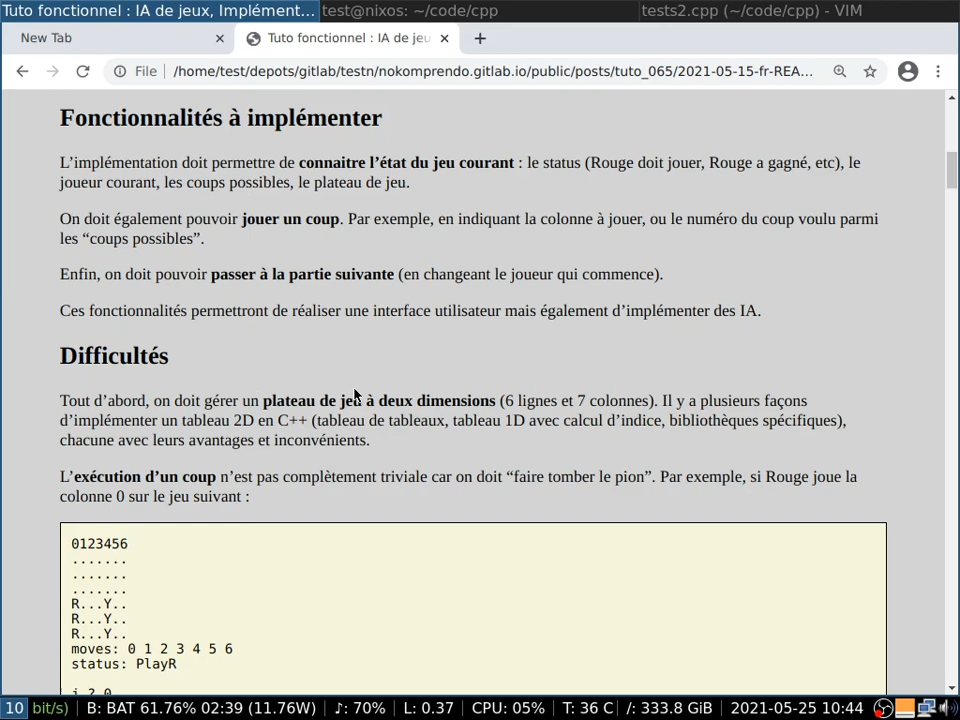 Tuto fonctionnel : IA de jeux, Implément...
test@nixos: ~/code/cpp
tests2.cpp (~/code/cpp) - VIM
New Tab
Tuto fonctionnel : IA de jeu
File
/home/test/depots/gitlab/testn/nokomprendo.gitlab.io/public/posts/tuto_065/2021-05-15-fr-REA...
Fonctionnalités à implémenter
L’implémentation doit permettre de connaitre l’état du jeu courant : le status (Rouge doit jouer, Rouge a gagné, etc), le
joueur courant, les coups possibles, le plateau de jeu.
On doit également pouvoir jouer un coup. Par exemple, en indiquant la colonne à jouer, ou le numéro du coup voulu parmi
les “coups possibles”.
Enfin, on doit pouvoir passer à la partie suivante (en changeant le joueur qui commence).
Ces fonctionnalités permettront de réaliser une interface utilisateur mais également d’implémenter des IA.
Difficultés
Tout d’abord, on doit gérer un plateau de jeu à deux dimensions (6 lignes et 7 colonnes). Il y a plusieurs façons
d’implémenter un tableau 2D en C++ (tableau de tableaux, tableau 1D avec calcul d’indice, bibliothèques spécifiques),
chacune avec leurs avantages et inconvénients.
L’exécution d’un coup n’est pas complètement triviale car on doit “faire tomber le pion”. Par exemple, si Rouge joue la
colonne 0 sur le jeu suivant :
0123456
.......
.......
.......
R...Y..
R...Y..
R...Y..
moves: 0 1 2 3 4 5 6
status: PlayR
j ? 0
10 bit/s) | B: BAT 61.76% 02:39 (11.76W) | ♪: 70% | L: 0.37 | CPU: 05% | T: 36 C | /: 333.8 GiB | 2021-05-25 10:44